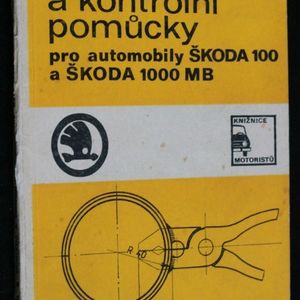 a kontrolní
pomůcky
pro automobily ŠKODA 100
a ŠKODA 1000 MB
KNIŽNICE
MOTORISTŮ
R 40